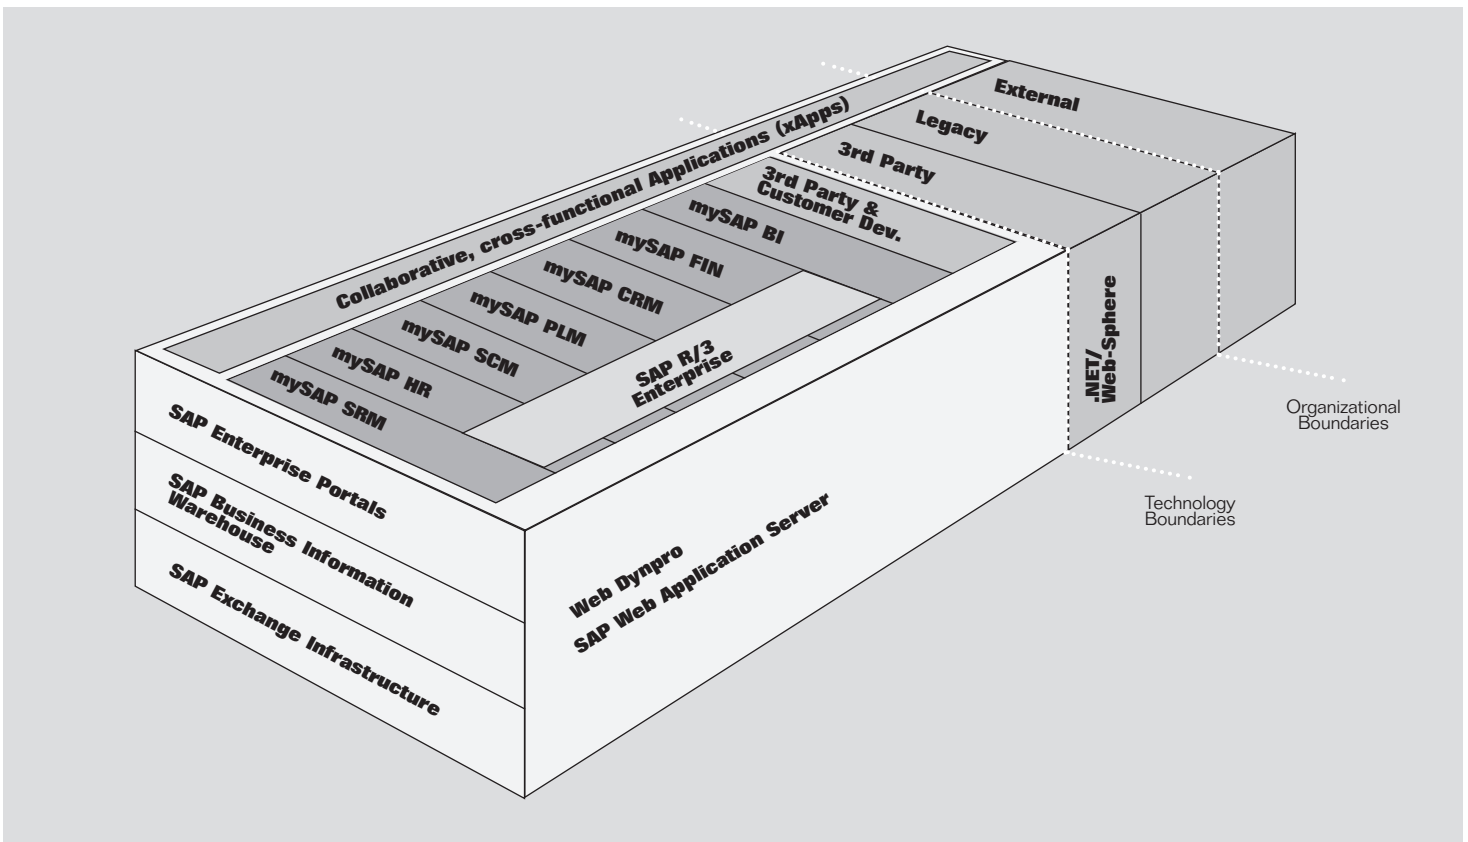 External
Legacy
3rd Party
Collaborative, cross-functional Applications (xApps)
3rd Party &
Customer Dev.
mySAP BI
mySAP FIN
mySAP CRM
mySAP PLM
mySAP SCM
mySAP HR
mySAP SRM
SAP R/3
Enterprise
.NET/
Web-Sphere
Organizational
Boundaries
Technology
Boundaries
SAP Enterprise Portals
SAP Business Information
Warehouse
SAP Exchange Infrastructure
Web Dynpro
SAP Web Application Server